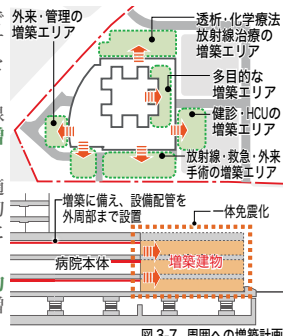 外来・管理の
増築エリア
透析・化学療法
放射線治療の
増築エリア
多目的な
増築エリア
健診・HCUの
増築エリア
放射線・救急・外来
手術の増築エリア
増築に備え、設備配管を
外周部まで設置
一体免震化
病院本体
増築建物
図3-7 周囲への増築計画